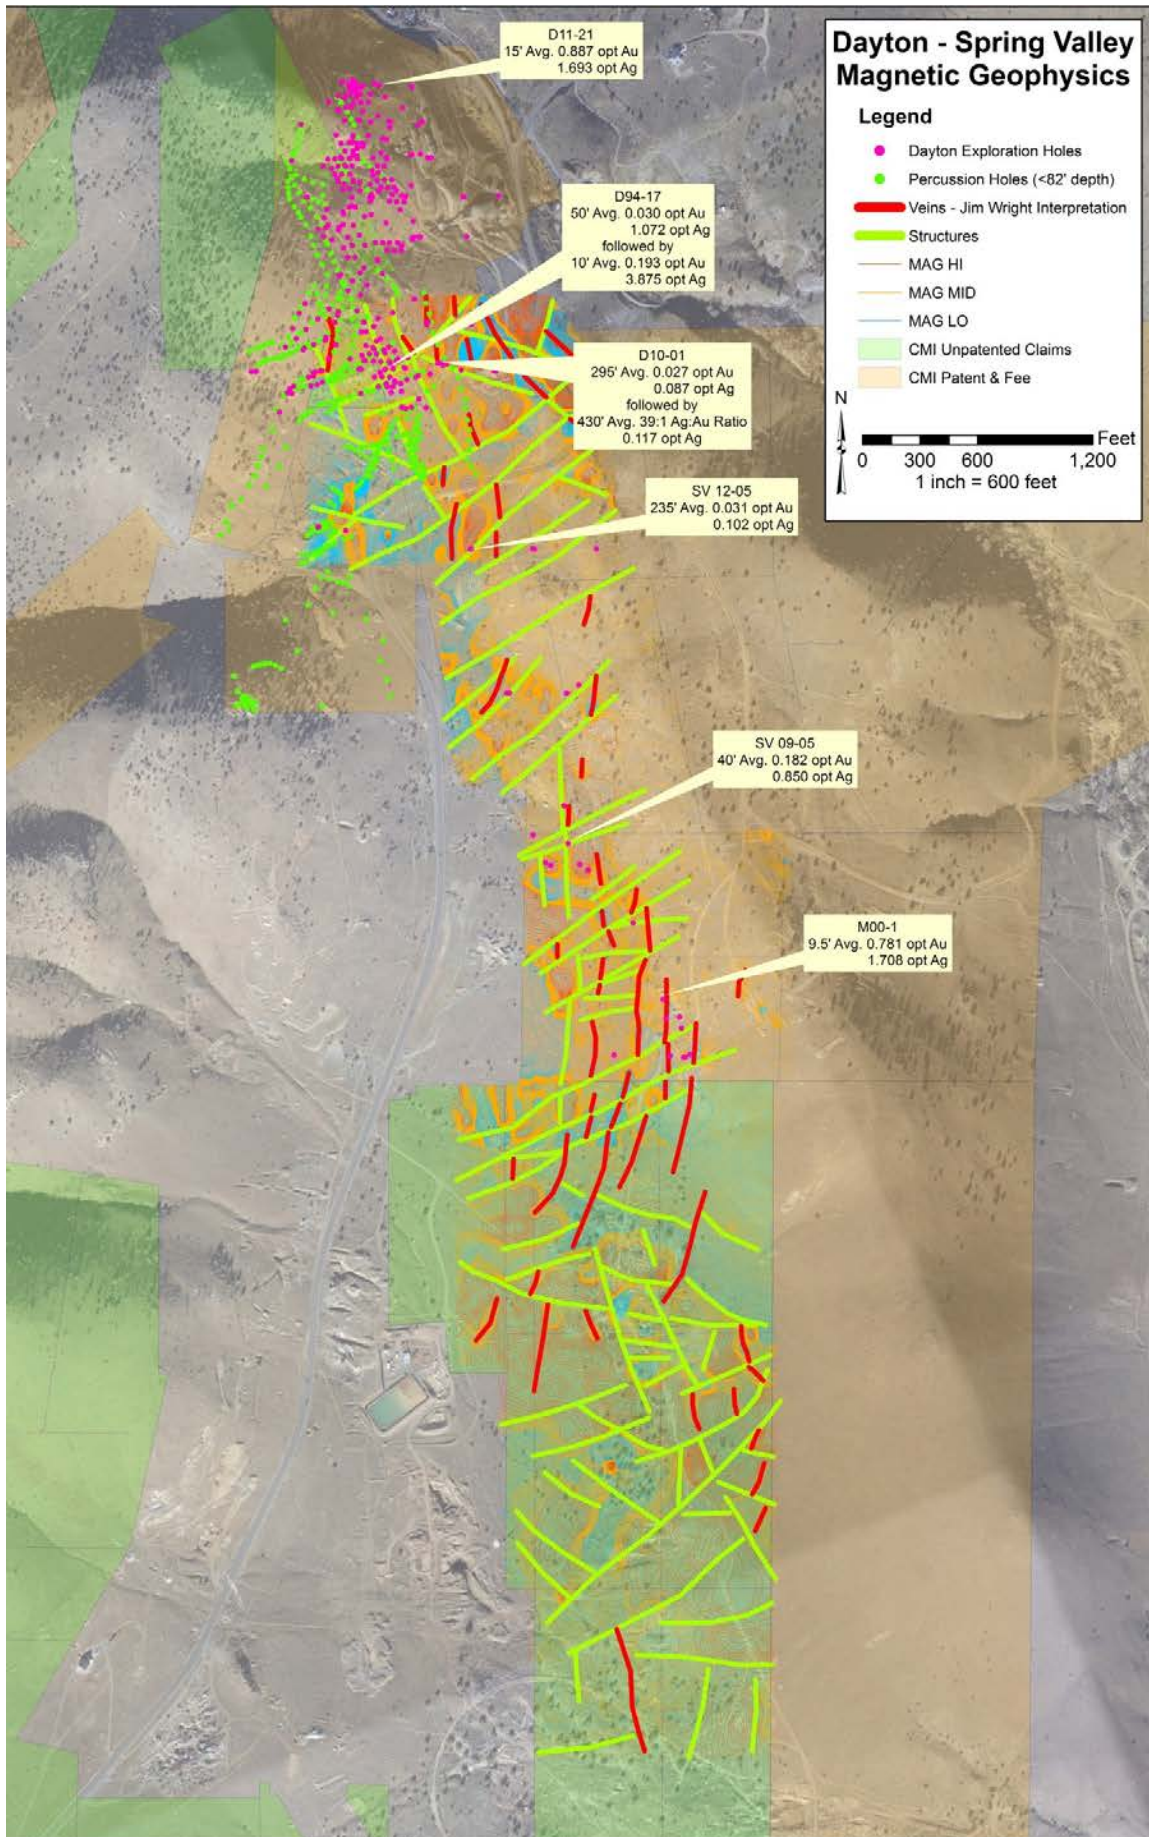 Dayton - Spring Valley
Magnetic Geophysics
Legend
Dayton Exploration Holes
Percussion Holes (<82' depth)
Veins - Jim Wright Interpretation
Structures
MAG HI
MAG MID
MAG LO
CMI Unpatented Claims
CMI Patent & Fee
N
Feet
0 300 600 1,200
1 inch = 600 feet
D11-21
15' Avg. 0.887 opt Au
1.693 opt Ag
D94-17
50' Avg. 0.030 opt Au
1.072 opt Ag
followed by
10' Avg. 0.193 opt Au
3.875 opt Ag
D10-01
295' Avg. 0.027 opt Au
0.087 opt Ag
followed by
430' Avg. 39:1 Ag:Au Ratio
0.117 opt Ag
SV 12-05
235' Avg. 0.031 opt Au
0.102 opt Ag
SV 09-05
40' Avg. 0.182 opt Au
0.850 opt Ag
M00-1
9.5' Avg. 0.781 opt Au
1.708 opt Ag